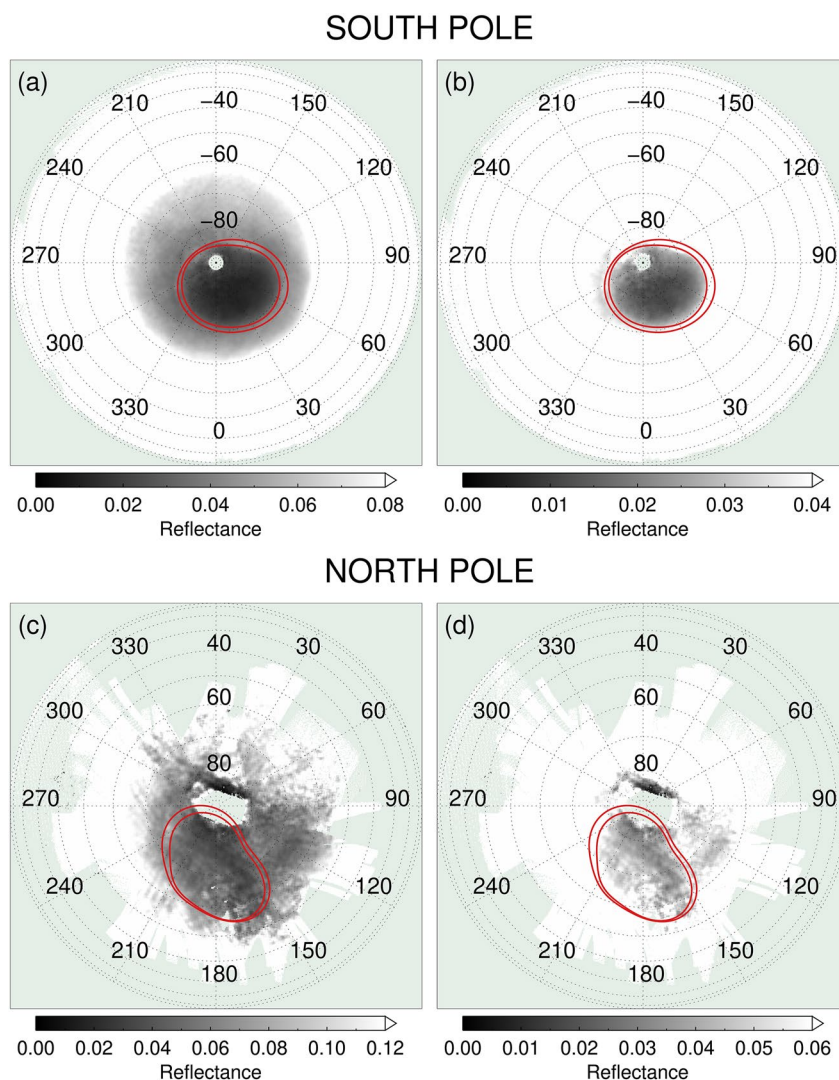 SOUTH POLE
(a)
210 −40 150
240 −60 120
−80
270 90
300 60
330 30
0
0.00 0.02 0.04 0.06 0.08
Reflectance
(b)
210 −40 150
240 −60 120
−80
270 90
300 60
330 30
0
0.00 0.01 0.02 0.03 0.04
Reflectance
NORTH POLE
(c)
330 40 30
300 60 60
80
270 90
240 120
210 150
180
0.00 0.02 0.04 0.06 0.08 0.10 0.12
Reflectance
(d)
330 40 30
300 60 60
80
270 90
240 120
210 150
180
0.00 0.01 0.02 0.03 0.04 0.05 0.06
Reflectance